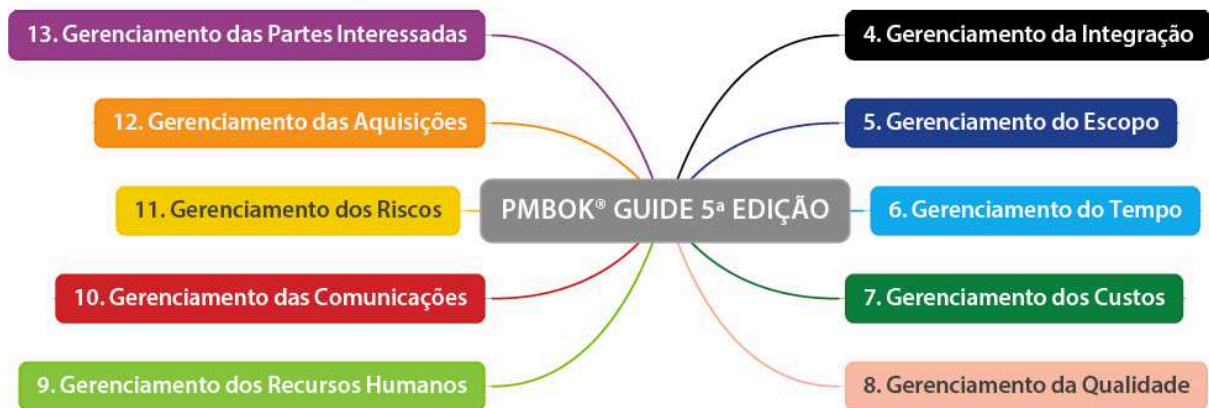 13. Gerenciamento das Partes Interessadas
4. Gerenciamento da Integração
12. Gerenciamento das Aquisições
5. Gerenciamento do Escopo
11. Gerenciamento dos Riscos
PMBOK® GUIDE 5ª EDIÇÃO
6. Gerenciamento do Tempo
10. Gerenciamento das Comunicações
7. Gerenciamento dos Custos
9. Gerenciamento dos Recursos Humanos
8. Gerenciamento da Qualidade